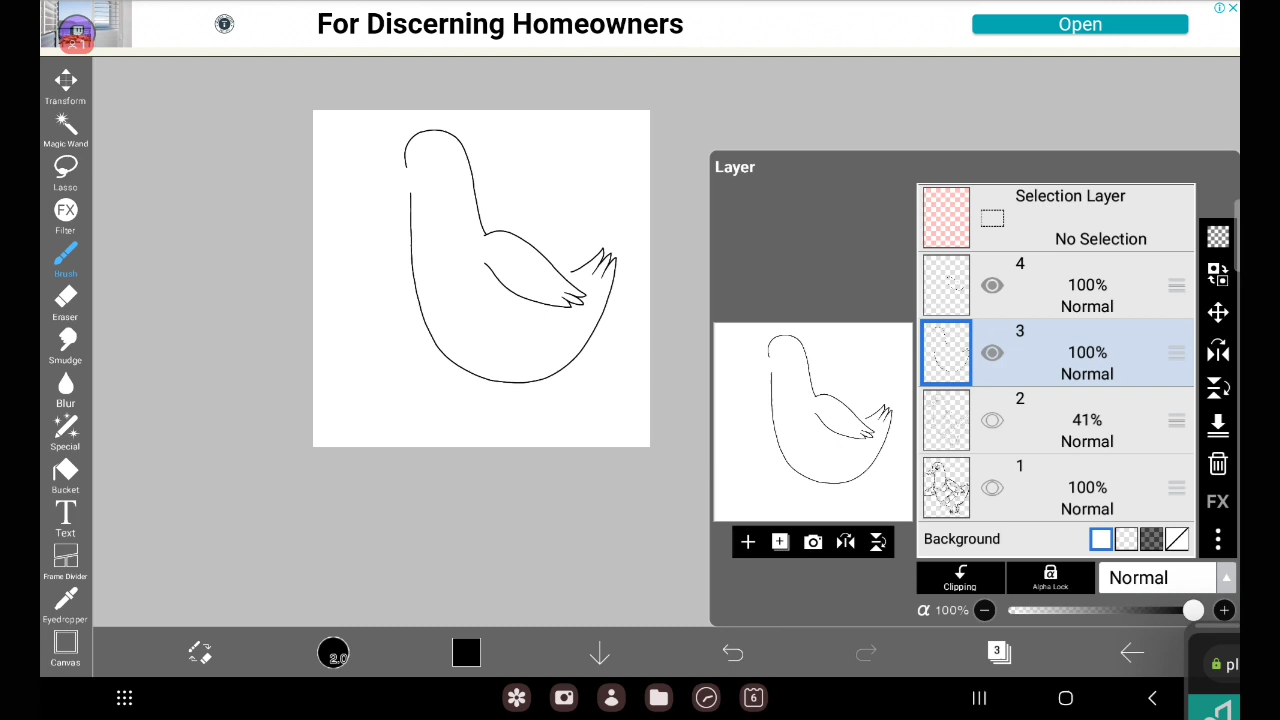 For Discerning Homeowners
Open
Transform
Magic Wand
Lasso
FX
Filter
Brush
Eraser
Smudge
Blur
Special
Bucket
T
Text
Frame Divider
Eyedropper
Canvas
Layer
Selection Layer
No Selection
4
100%
Normal
3
100%
Normal
2
41%
Normal
1
100%
Normal
Background
FX
Clipping
α
Alpha Lock
Normal
α 100%
2.0
3
pl
6